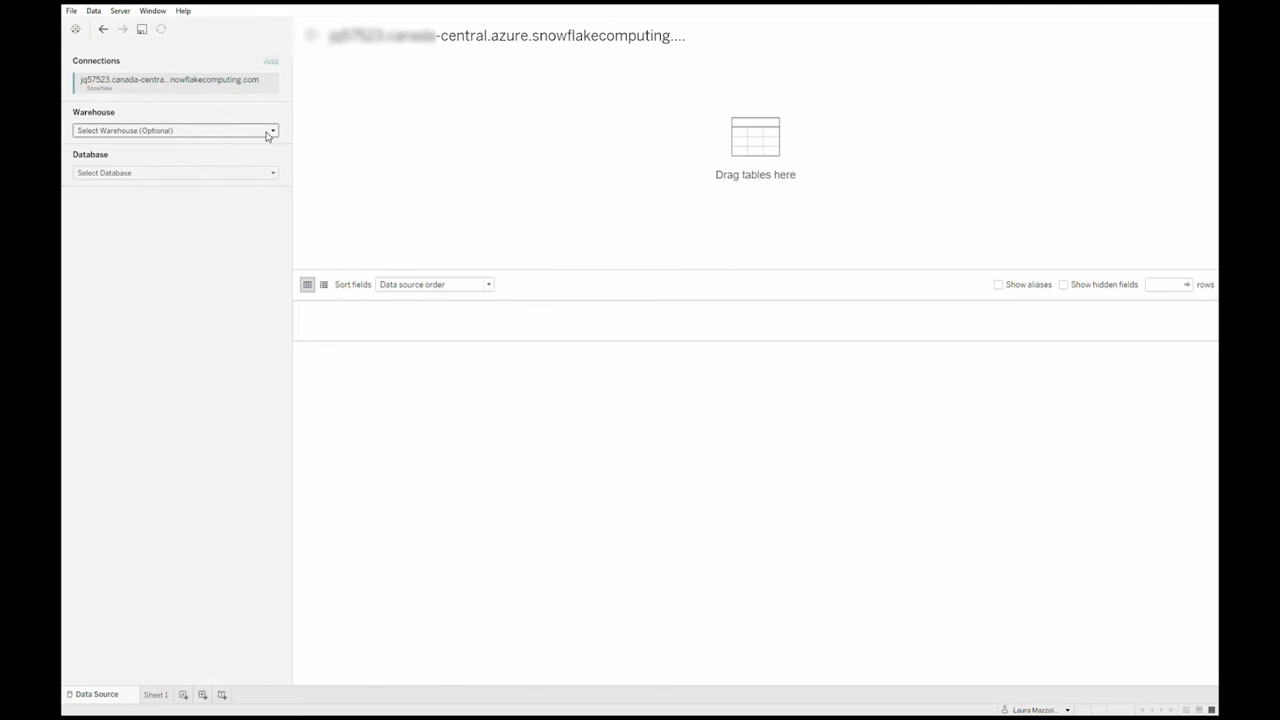 File Data Server Window Help
-central.azure.snowflakecomputing....
Connections Add
jq57523.canada-centra...nowflakecomputing.com
Snowflake
Warehouse
Select Warehouse (Optional)
Database
Select Database
Drag tables here
Sort fields Data source order Show aliases Show hidden fields rows
Data Source Sheet 1
Laura Mazzol...